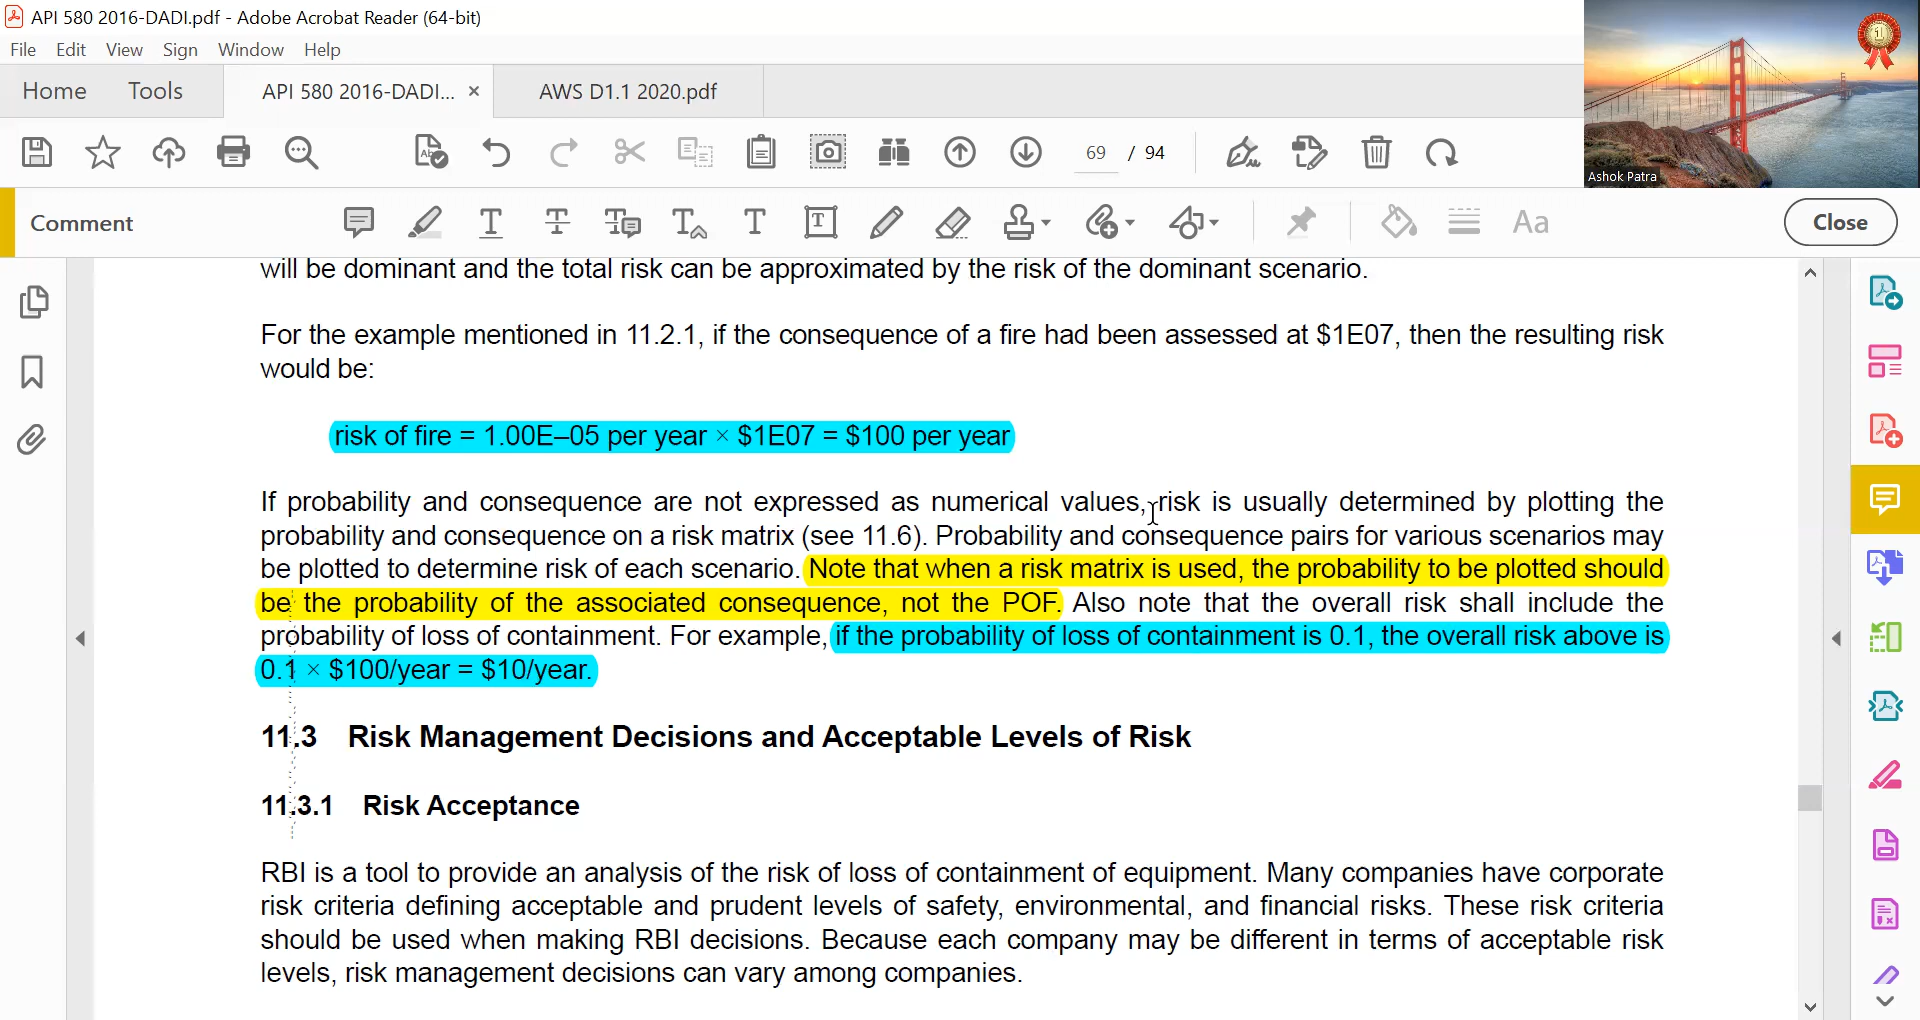 API 580 2016-DADI.pdf - Adobe Acrobat Reader (64-bit)
File Edit View Sign Window Help
Home Tools API 580 2016-DADI... × AWS D1.1 2020.pdf
69 / 94
Ashok Patra
Comment
Aa
Close
will be dominant and the total risk can be approximated by the risk of the dominant scenario.
For the example mentioned in 11.2.1, if the consequence of a fire had been assessed at $1E07, then the resulting risk
would be:
risk of fire = 1.00E–05 per year × $1E07 = $100 per year
If probability and consequence are not expressed as numerical values, risk is usually determined by plotting the
probability and consequence on a risk matrix (see 11.6). Probability and consequence pairs for various scenarios may
be plotted to determine risk of each scenario. Note that when a risk matrix is used, the probability to be plotted should
be the probability of the associated consequence, not the POF. Also note that the overall risk shall include the
probability of loss of containment. For example, if the probability of loss of containment is 0.1, the overall risk above is
0.1 × $100/year = $10/year.
11.3 Risk Management Decisions and Acceptable Levels of Risk
11.3.1 Risk Acceptance
RBI is a tool to provide an analysis of the risk of loss of containment of equipment. Many companies have corporate
risk criteria defining acceptable and prudent levels of safety, environmental, and financial risks. These risk criteria
should be used when making RBI decisions. Because each company may be different in terms of acceptable risk
levels, risk management decisions can vary among companies.